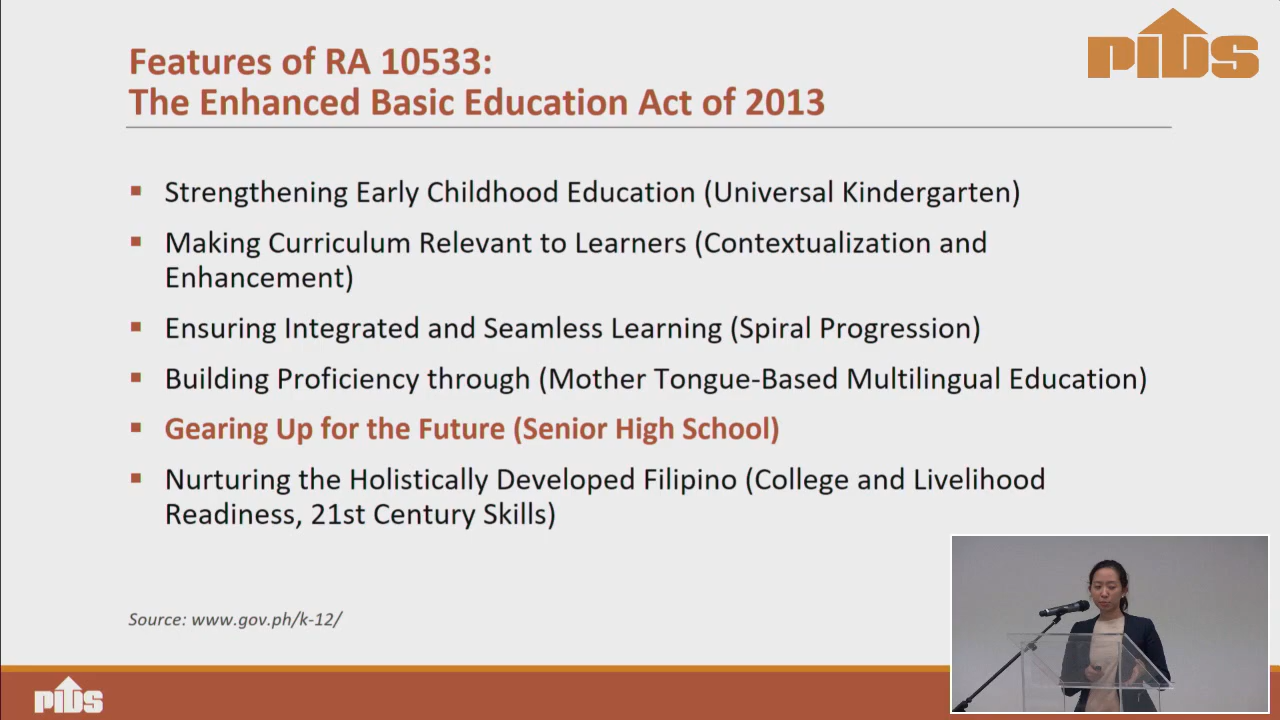 PIDS
Features of RA 10533:
The Enhanced Basic Education Act of 2013
Strengthening Early Childhood Education (Universal Kindergarten)
Making Curriculum Relevant to Learners (Contextualization and
Enhancement)
Ensuring Integrated and Seamless Learning (Spiral Progression)
Building Proficiency through (Mother Tongue-Based Multilingual Education)
Gearing Up for the Future (Senior High School)
Nurturing the Holistically Developed Filipino (College and Livelihood
Readiness, 21st Century Skills)
Source: www.gov.ph/k-12/
PIDS